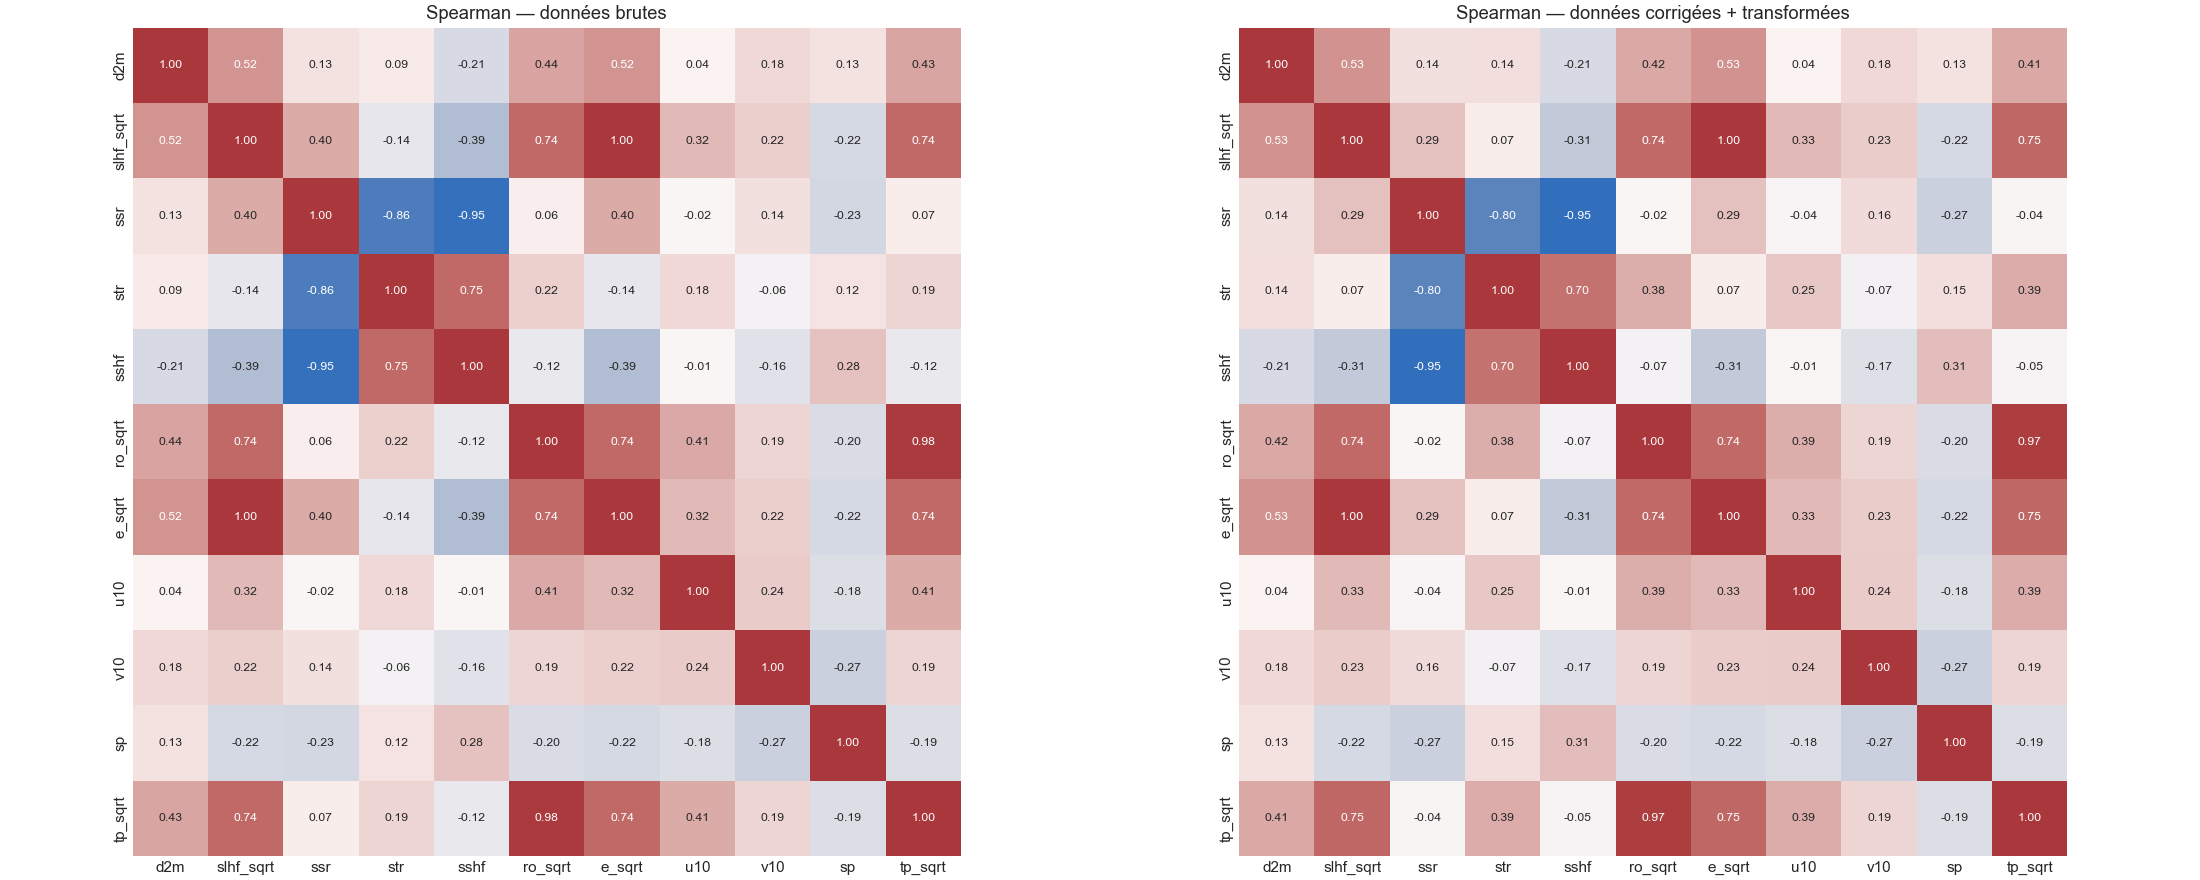 Spearman — données brutes
d2m 1.00 0.52 0.13 0.09 -0.21 0.44 0.52 0.04 0.18 0.13 0.43
slhf_sqrt 0.52 1.00 0.40 -0.14 -0.39 0.74 1.00 0.32 0.22 -0.22 0.74
ssr 0.13 0.40 1.00 -0.86 -0.95 0.06 0.40 -0.02 0.14 -0.23 0.07
str 0.09 -0.14 -0.86 1.00 0.75 0.22 -0.14 0.18 -0.06 0.12 0.19
sshf -0.21 -0.39 -0.95 0.75 1.00 -0.12 -0.39 -0.01 -0.16 0.28 -0.12
ro_sqrt 0.44 0.74 0.06 0.22 -0.12 1.00 0.74 0.41 0.19 -0.20 0.98
e_sqrt 0.52 1.00 0.40 -0.14 -0.39 0.74 1.00 0.32 0.22 -0.22 0.74
u10 0.04 0.32 -0.02 0.18 -0.01 0.41 0.32 1.00 0.24 -0.18 0.41
v10 0.18 0.22 0.14 -0.06 -0.16 0.19 0.22 0.24 1.00 -0.27 0.19
sp 0.13 -0.22 -0.23 0.12 0.28 -0.20 -0.22 -0.18 -0.27 1.00 -0.19
tp_sqrt 0.43 0.74 0.07 0.19 -0.12 0.98 0.74 0.41 0.19 -0.19 1.00
d2m slhf_sqrt ssr str sshf ro_sqrt e_sqrt u10 v10 sp tp_sqrt
Spearman — données corrigées + transformées
d2m 1.00 0.53 0.14 0.14 -0.21 0.42 0.53 0.04 0.18 0.13 0.41
slhf_sqrt 0.53 1.00 0.29 0.07 -0.31 0.74 1.00 0.33 0.23 -0.22 0.75
ssr 0.14 0.29 1.00 -0.80 -0.95 -0.02 0.29 -0.04 0.16 -0.27 -0.04
str 0.14 0.07 -0.80 1.00 0.70 0.38 0.07 0.25 -0.07 0.15 0.39
sshf -0.21 -0.31 -0.95 0.70 1.00 -0.07 -0.31 -0.01 -0.17 0.31 -0.05
ro_sqrt 0.42 0.74 -0.02 0.38 -0.07 1.00 0.74 0.39 0.19 -0.20 0.97
e_sqrt 0.53 1.00 0.29 0.07 -0.31 0.74 1.00 0.33 0.23 -0.22 0.75
u10 0.04 0.33 -0.04 0.25 -0.01 0.39 0.33 1.00 0.24 -0.18 0.39
v10 0.18 0.23 0.16 -0.07 -0.17 0.19 0.23 0.24 1.00 -0.27 0.19
sp 0.13 -0.22 -0.27 0.15 0.31 -0.20 -0.22 -0.18 -0.27 1.00 -0.19
tp_sqrt 0.41 0.75 -0.04 0.39 -0.05 0.97 0.75 0.39 0.19 -0.19 1.00
d2m slhf_sqrt ssr str sshf ro_sqrt e_sqrt u10 v10 sp tp_sqrt